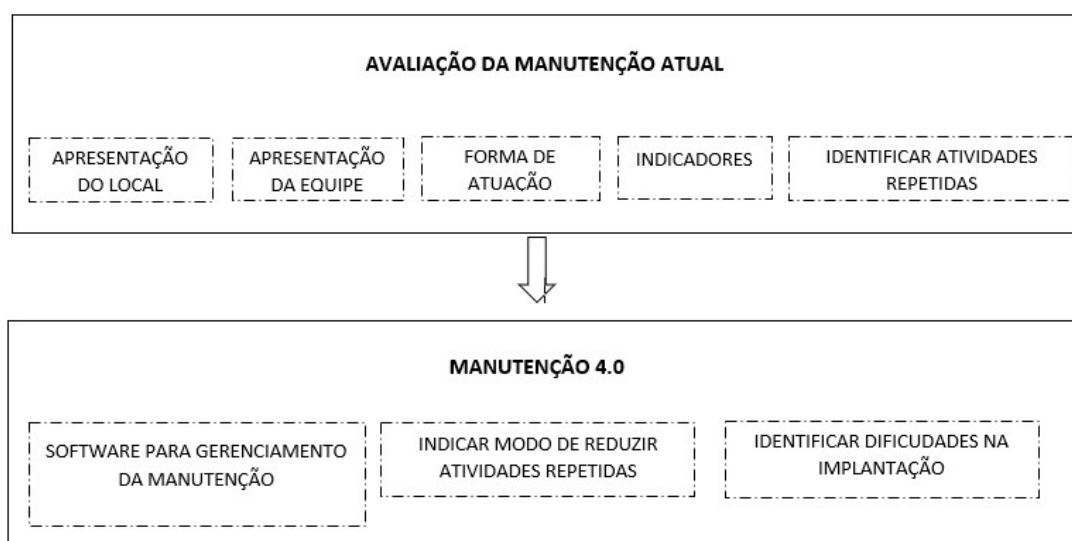 AVALIAÇÃO DA MANUTENÇÃO ATUAL
APRESENTAÇÃO
DO LOCAL
APRESENTAÇÃO
DA EQUIPE
FORMA DE
ATUAÇÃO
INDICADORES
IDENTIFICAR ATIVIDADES
REPETIDAS
MANUTENÇÃO 4.0
SOFTWARE PARA GERENCIAMENTO
DA MANUTENÇÃO
INDICAR MODO DE REDUZIR
ATIVIDADES REPETIDAS
IDENTIFICAR DIFICUDADES NA
IMPLANTAÇÃO